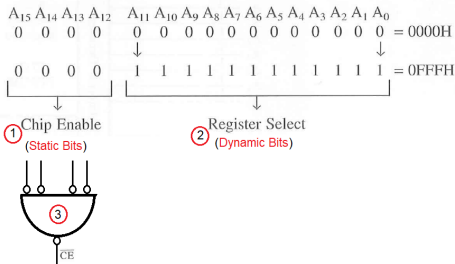 A15 A14 A13 A12 A11 A10 A9 A8 A7 A6 A5 A4 A3 A2 A1 A0
0 0 0 0 0 0 0 0 0 0 0 0 0 0 0 0 = 0000H
0 0 0 0 1 1 1 1 1 1 1 1 1 1 1 1 = 0FFFH
1 Chip Enable
(Static Bits)
2 Register Select
(Dynamic Bits)
3
C̅E̅